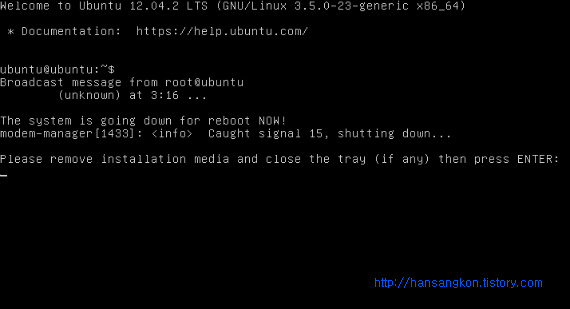 Welcome to Ubuntu 12.04.2 LTS (GNU/Linux 3.5.0-23-generic x86_64)
* Documentation:  https://help.ubuntu.com/
ubuntu@ubuntu:~$
Broadcast message from root@ubuntu
(unknown) at 3:16 ...
The system is going down for reboot NOW!
modem-manager[1433]: <info>  Caught signal 15, shutting down...
Please remove installation media and close the tray (if any) then press ENTER:
http://hansangkon.tistory.com